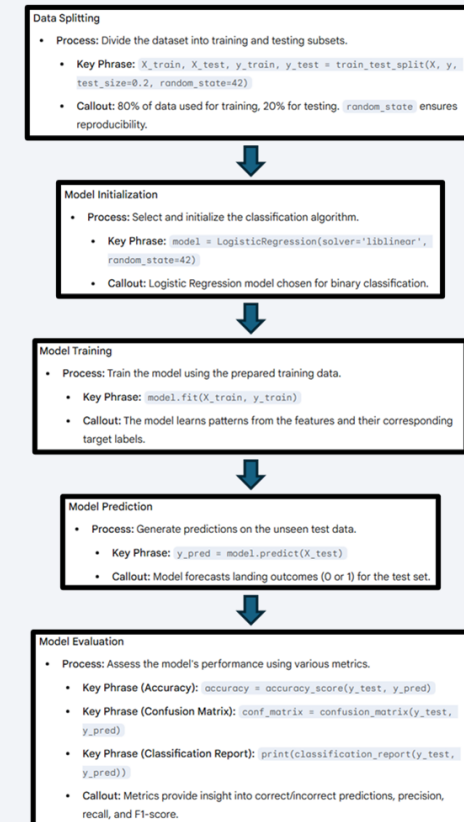 Data Splitting
• Process: Divide the dataset into training and testing subsets.
• Key Phrase: X_train, X_test, y_train, y_test = train_test_split(X, y,
test_size=0.2, random_state=42)
• Callout: 80% of data used for training, 20% for testing. random_state ensures
reproducibility.
Model Initialization
• Process: Select and initialize the classification algorithm.
• Key Phrase: model = LogisticRegression(solver='liblinear',
random_state=42)
• Callout: Logistic Regression model chosen for binary classification.
Model Training
• Process: Train the model using the prepared training data.
• Key Phrase: model.fit(X_train, y_train)
• Callout: The model learns patterns from the features and their corresponding
target labels.
Model Prediction
• Process: Generate predictions on the unseen test data.
• Key Phrase: y_pred = model.predict(X_test)
• Callout: Model forecasts landing outcomes (0 or 1) for the test set.
Model Evaluation
• Process: Assess the model's performance using various metrics.
• Key Phrase (Accuracy): accuracy = accuracy_score(y_test, y_pred)
• Key Phrase (Confusion Matrix): conf_matrix = confusion_matrix(y_test,
y_pred)
• Key Phrase (Classification Report): print(classification_report(y_test,
y_pred))
• Callout: Metrics provide insight into correct/incorrect predictions, precision,
recall, and F1-score.